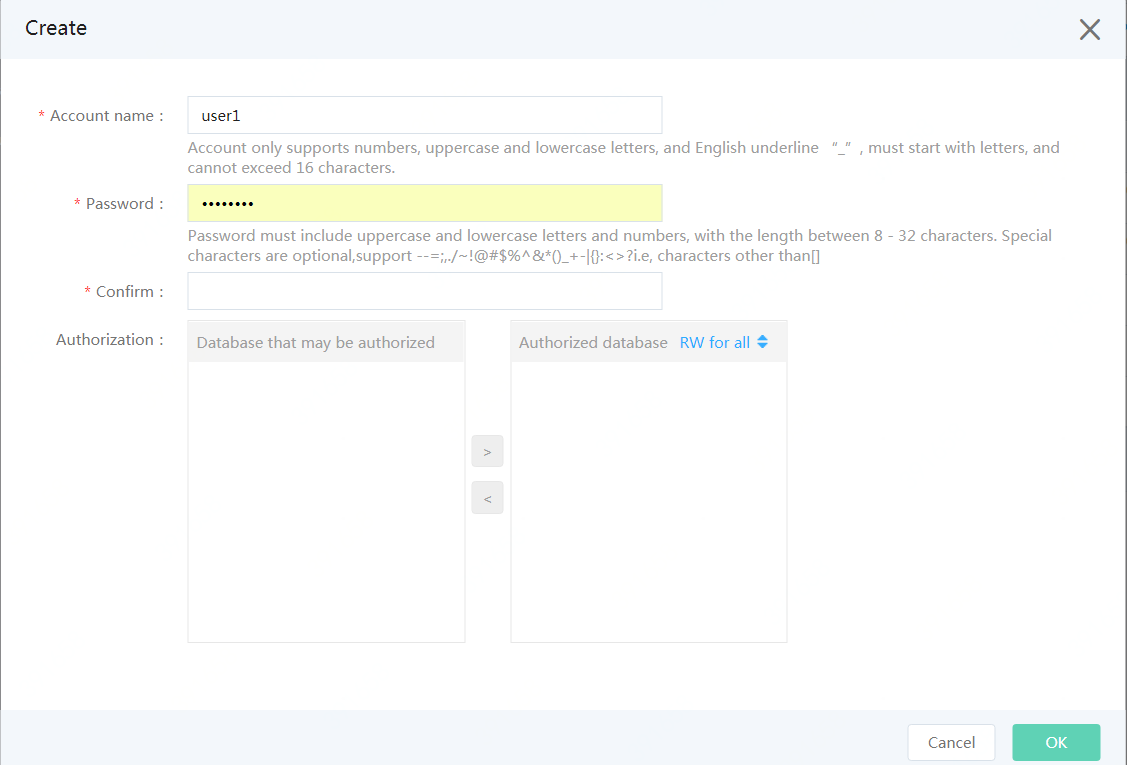 Create
* Account name :
user1
Account only supports numbers, uppercase and lowercase letters, and English underline “_” , must start with letters, and
cannot exceed 16 characters.
* Password :
••••••••
Password must include uppercase and lowercase letters and numbers, with the length between 8 - 32 characters. Special
characters are optional,support --=;,./~!@#$%^&*()_+-|{}:<>?i.e, characters other than[]
* Confirm :
Authorization :
Database that may be authorized
Authorized database RW for all
>
<
Cancel
OK